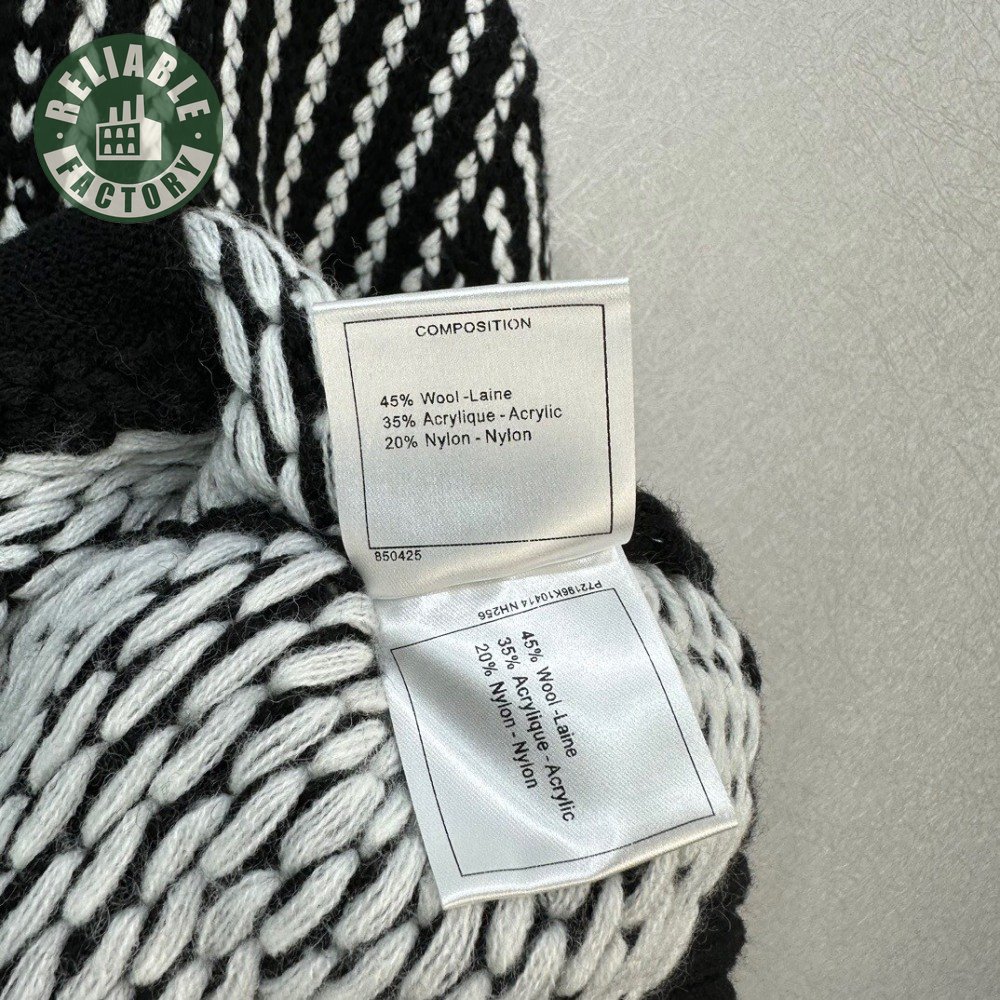 RELIABLE
FACTORY
COMPOSITION
45% Wool-Laine
35% Acrylique - Acrylic
20% Nylon - Nylon
850425
P72196K10414 NH256
45% Wool-Laine
35% Acrylique - Acrylic
20% Nylon - Nylon